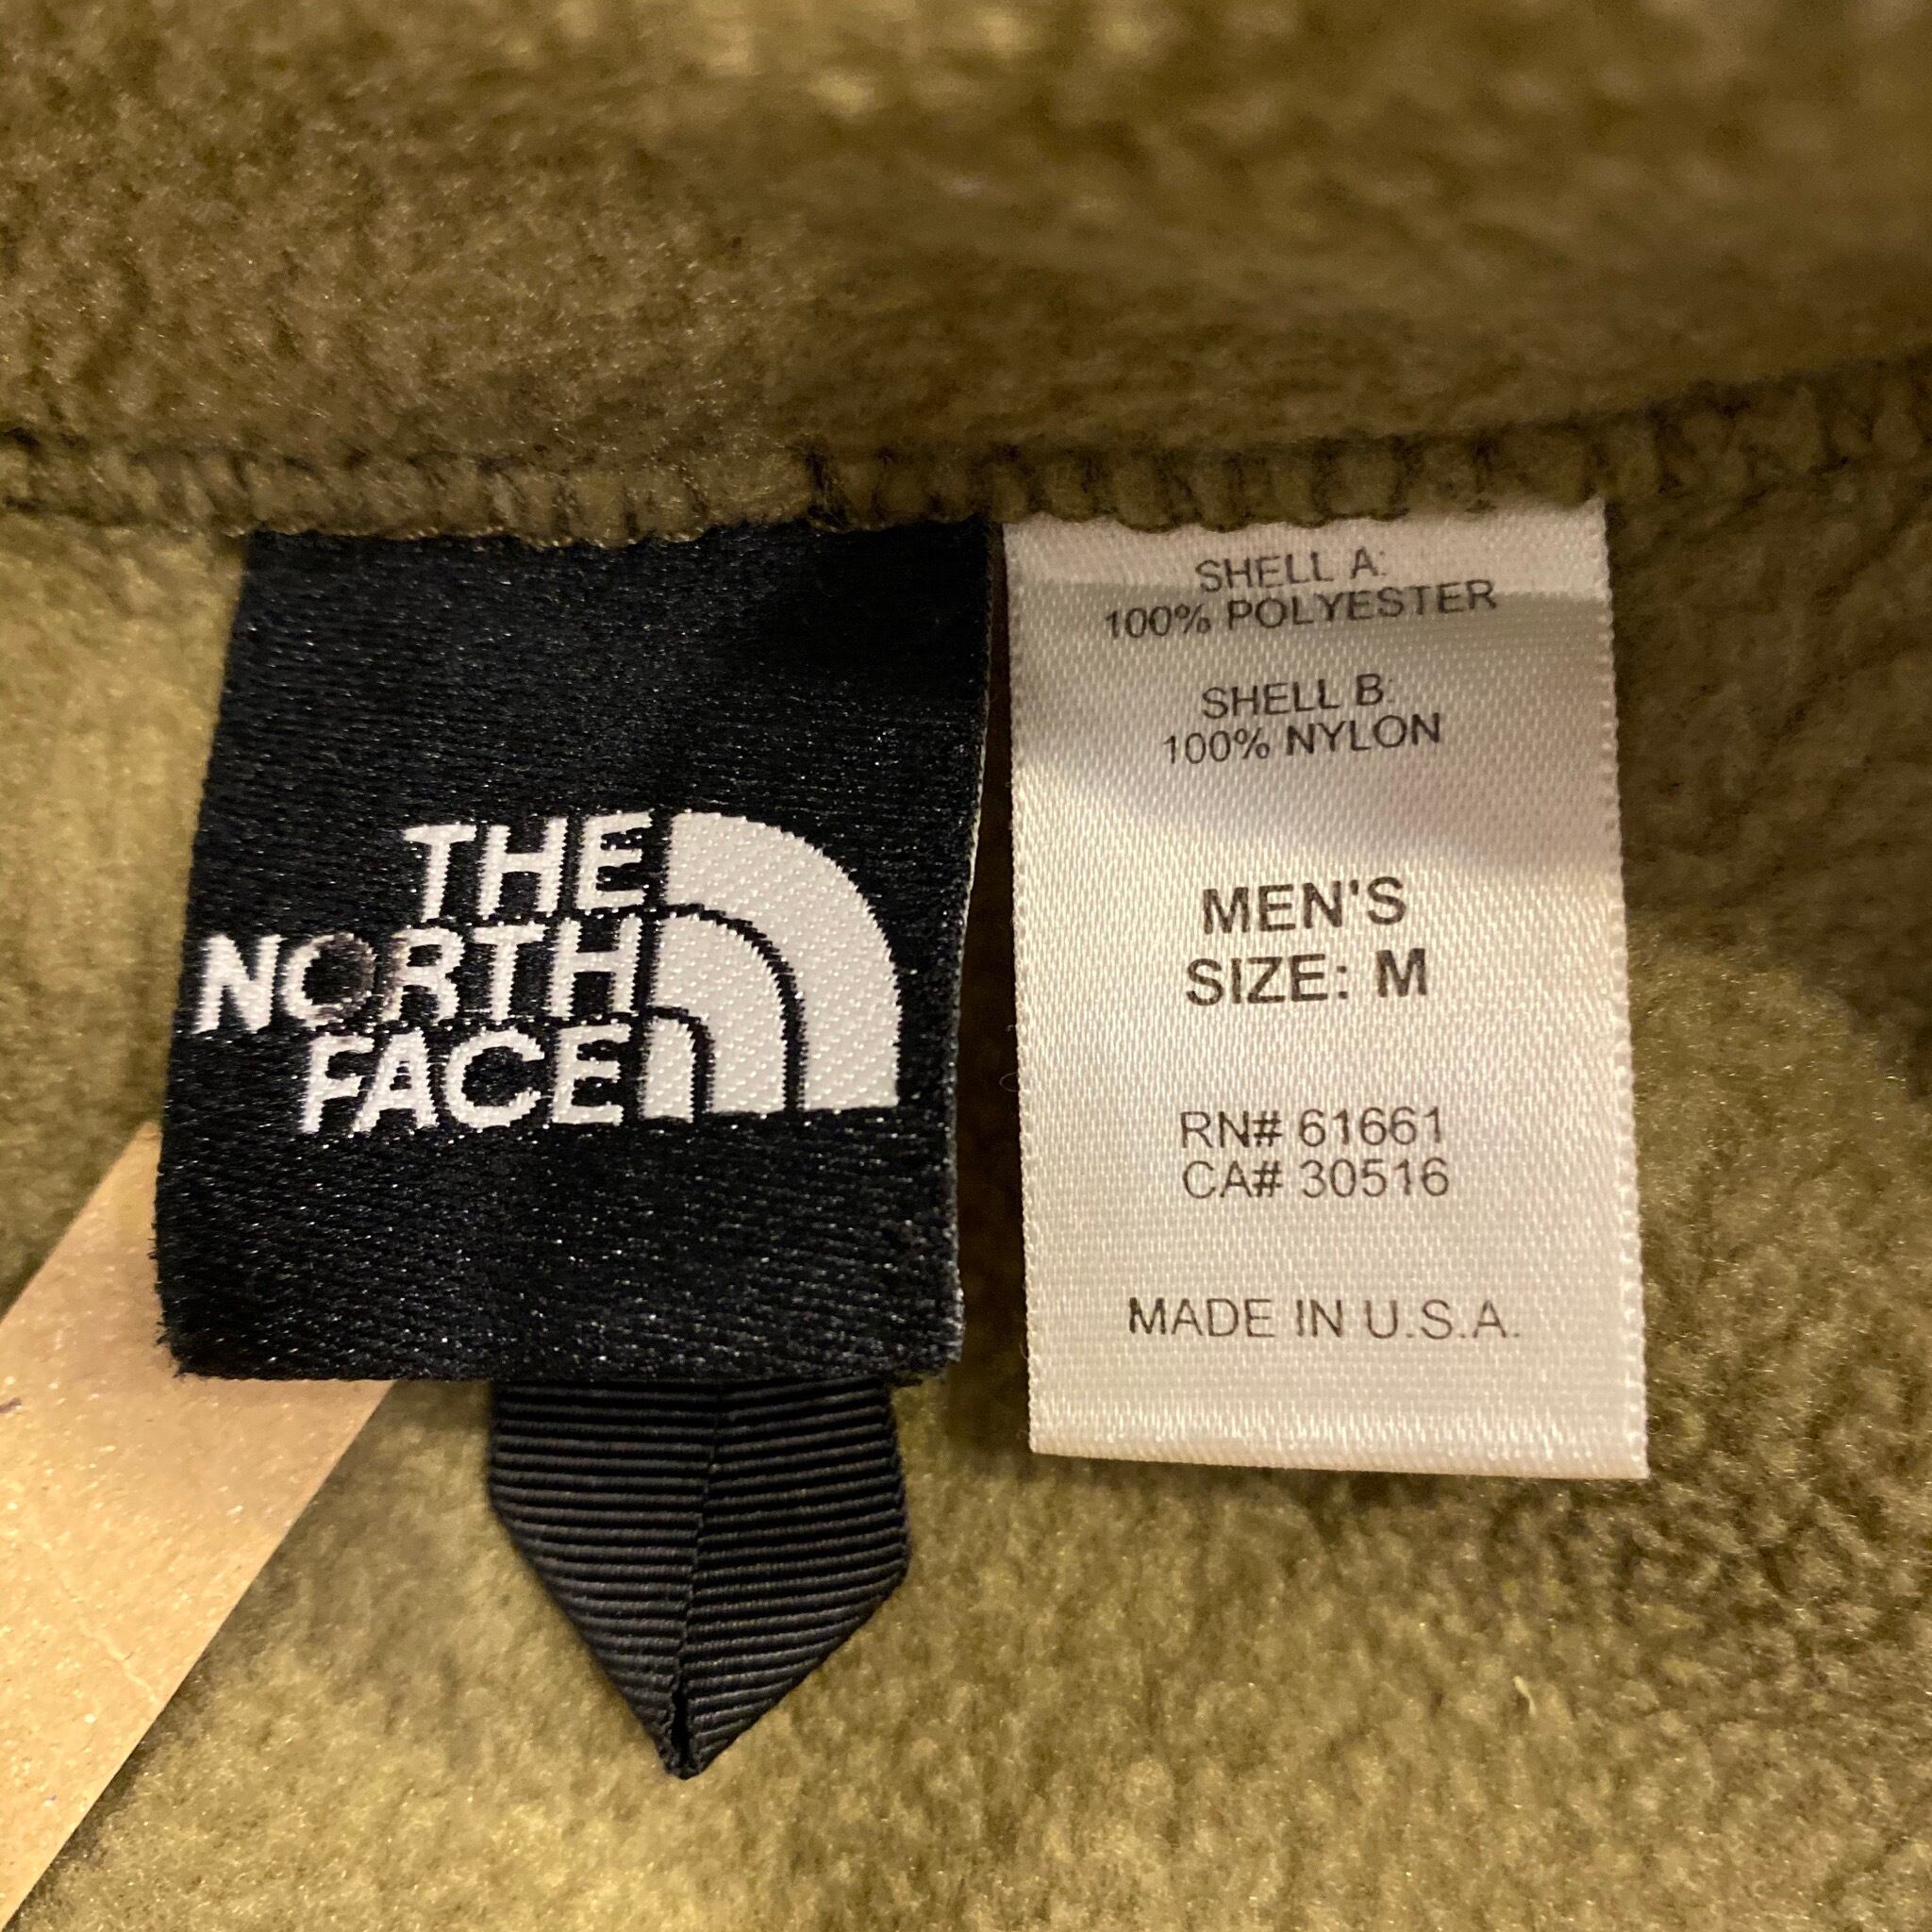 THE
NORTH
FACE
SHELL A:
100% POLYESTER
SHELL B:
100% NYLON
MEN'S
SIZE: M
RN# 61661
CA# 30516
MADE IN U.S.A.